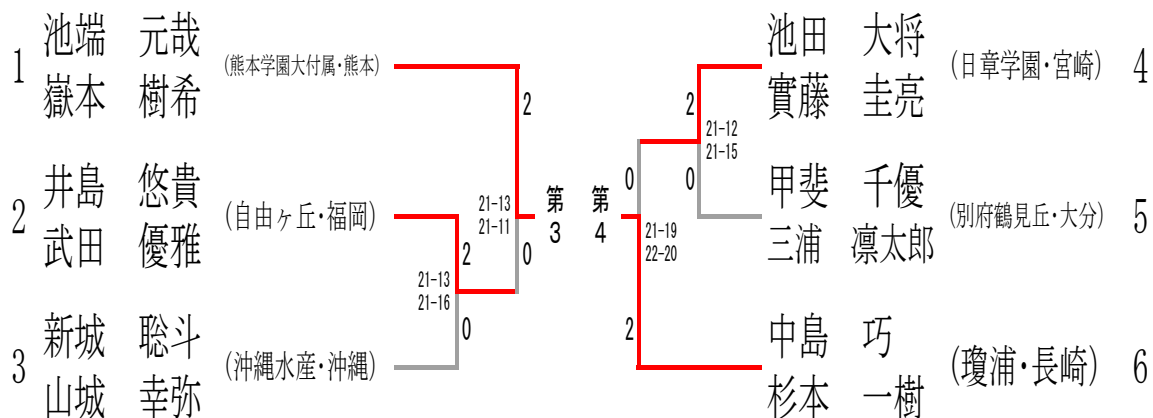 1
池端　元哉
嶽本　樹希
(熊本学園大付属・熊本)
2
21-13
21-11
0
第3
2
井島　悠貴
武田　優雅
(自由ヶ丘・福岡)
2
21-13
21-16
0
3
新城　聡斗
山城　幸弥
(沖縄水産・沖縄)
池田　大将
實藤　圭亮
(日章学園・宮崎)
4
2
21-12
21-15
0
第4
0
21-19
22-20
2
甲斐　千優
三浦　凛太郎
(別府鶴見丘・大分)
5
中島　巧
杉本　一樹
(瓊浦・長崎)
6